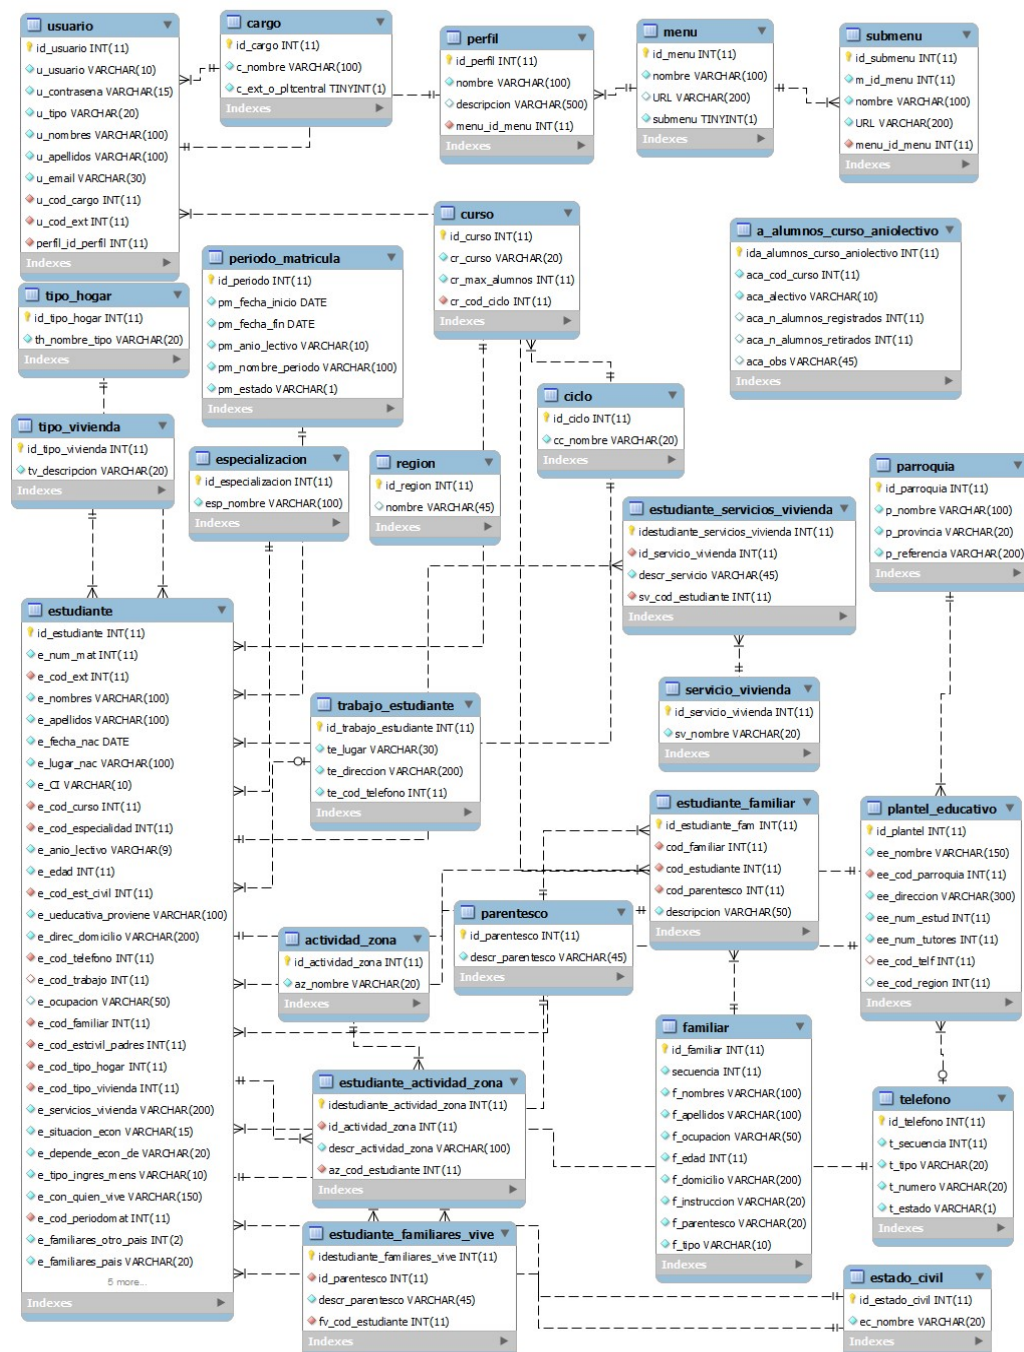 usuario
id_usuario INT(11)
u_usuario VARCHAR(10)
u_contrasena VARCHAR(15)
u_tipo VARCHAR(20)
u_nombres VARCHAR(100)
u_apellidos VARCHAR(100)
u_email VARCHAR(30)
u_cod_cargo INT(11)
u_cod_ext INT(11)
perfil_id_perfil INT(11)
Indexes
cargo
id_cargo INT(11)
c_nombre VARCHAR(100)
c_ext_o_pltcentral TINYINT(1)
Indexes
perfil
id_perfil INT(11)
nombre VARCHAR(100)
descripcion VARCHAR(500)
menu_id_menu INT(11)
Indexes
menu
id_menu INT(11)
nombre VARCHAR(100)
URL VARCHAR(200)
submenu TINYINT(1)
Indexes
submenu
id_submenu INT(11)
m_id_menu INT(11)
nombre VARCHAR(100)
URL VARCHAR(200)
menu_id_menu INT(11)
Indexes
tipo_hogar
id_tipo_hogar INT(11)
th_nombre_tipo VARCHAR(20)
Indexes
periodo_matricula
id_periodo INT(11)
pm_fecha_inicio DATE
pm_fecha_fin DATE
pm_anio_lectivo VARCHAR(10)
pm_nombre_periodo VARCHAR(100)
pm_estado VARCHAR(1)
Indexes
curso
id_curso INT(11)
cr_curso VARCHAR(20)
cr_max_alumnos INT(11)
cr_cod_ciclo INT(11)
Indexes
a_alumnos_curso_aniolectivo
ida_alumnos_curso_aniolectivo INT(11)
aca_cod_curso INT(11)
aca_alectivo VARCHAR(10)
aca_n_alumnos_registrados INT(11)
aca_n_alumnos_retirados INT(11)
aca_obs VARCHAR(45)
Indexes
tipo_vivienda
id_tipo_vivienda INT(11)
tv_descripcion VARCHAR(20)
Indexes
especializacion
id_especializacion INT(11)
esp_nombre VARCHAR(100)
Indexes
region
id_region INT(11)
nombre VARCHAR(45)
Indexes
ciclo
id_ciclo INT(11)
cc_nombre VARCHAR(20)
Indexes
estudiante_servicios_vivienda
idestudiante_servicios_vivienda INT(11)
id_servicio_vivienda INT(11)
descr_servicio VARCHAR(45)
sv_cod_estudiante INT(11)
Indexes
parroquia
id_parroquia INT(11)
p_nombre VARCHAR(100)
p_provincia VARCHAR(20)
p_referencia VARCHAR(200)
Indexes
estudiante
id_estudiante INT(11)
e_num_mat INT(11)
e_cod_ext INT(11)
e_nombres VARCHAR(100)
e_apellidos VARCHAR(100)
e_fecha_nac DATE
e_lugar_nac VARCHAR(100)
e_CI VARCHAR(10)
e_cod_curso INT(11)
e_cod_especialidad INT(11)
e_anio_lectivo VARCHAR(9)
e_edad INT(11)
e_cod_est_civil INT(11)
e_ueducativa_proviene VARCHAR(100)
e_direc_domicilio VARCHAR(200)
e_cod_telefono INT(11)
e_cod_trabajo INT(11)
e_ocupacion VARCHAR(50)
e_cod_familiar INT(11)
e_cod_estcivil_padres INT(11)
e_cod_tipo_hogar INT(11)
e_cod_tipo_vivienda INT(11)
e_servicios_vivienda VARCHAR(200)
e_situacion_econ VARCHAR(15)
e_depende_econ_de VARCHAR(20)
e_tipo_ingres_mens VARCHAR(10)
e_con_quien_vive VARCHAR(150)
e_cod_periodomat INT(11)
e_familiares_otro_pais INT(2)
e_familiares_pais VARCHAR(20)
5 more...
Indexes
trabajo_estudiante
id_trabajo_estudiante INT(11)
te_lugar VARCHAR(30)
te_direccion VARCHAR(200)
te_cod_telefono INT(11)
Indexes
servicio_vivienda
id_servicio_vivienda INT(11)
sv_nombre VARCHAR(20)
Indexes
estudiante_familiar
id_estudiante_fam INT(11)
cod_familiar INT(11)
cod_estudiante INT(11)
cod_parentesco INT(11)
descripcion VARCHAR(50)
Indexes
plantel_educativo
id_plantel INT(11)
ee_nombre VARCHAR(150)
ee_cod_parroquia INT(11)
ee_direccion VARCHAR(300)
ee_num_estud INT(11)
ee_num_tutores INT(11)
ee_cod_telf INT(11)
ee_cod_region INT(11)
Indexes
actividad_zona
id_actividad_zona INT(11)
az_nombre VARCHAR(20)
Indexes
parentesco
id_parentesco INT(11)
descr_parentesco VARCHAR(45)
Indexes
familiar
id_familiar INT(11)
secuencia INT(11)
f_nombres VARCHAR(100)
f_apellidos VARCHAR(100)
f_ocupacion VARCHAR(50)
f_edad INT(11)
f_domicilio VARCHAR(200)
f_instruccion VARCHAR(20)
f_parentesco VARCHAR(20)
f_tipo VARCHAR(10)
Indexes
estudiante_actividad_zona
idestudiante_actividad_zona INT(11)
id_actividad_zona INT(11)
descr_actividad_zona VARCHAR(100)
az_cod_estudiante INT(11)
Indexes
telefono
id_telefono INT(11)
t_secuencia INT(11)
t_tipo VARCHAR(20)
t_numero VARCHAR(20)
t_estado VARCHAR(1)
Indexes
estudiante_familiares_vive
idestudiante_familiares_vive INT(11)
id_parentesco INT(11)
descr_parentesco VARCHAR(45)
fv_cod_estudiante INT(11)
Indexes
estado_civil
id_estado_civil INT(11)
ec_nombre VARCHAR(20)
Indexes